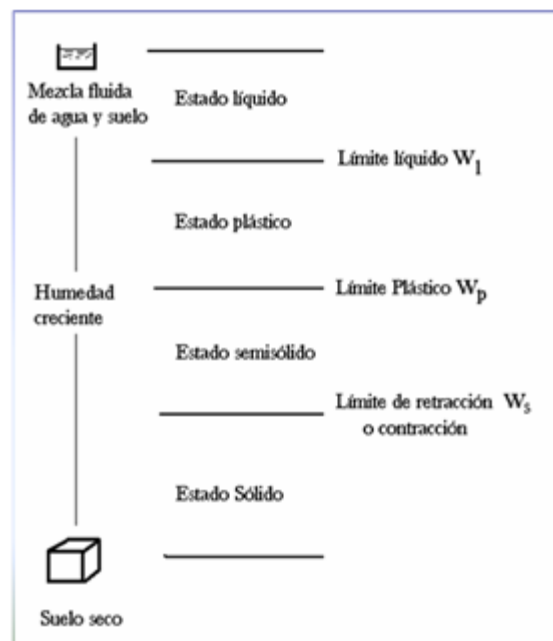 Mezcla fluida
de agua y suelo
Estado líquido
Límite líquido Wl
Estado plástico
Humedad
creciente
Límite Plástico Wp
Estado semisólido
Límite de retracción Ws
o contracción
Estado Sólido
Suelo seco